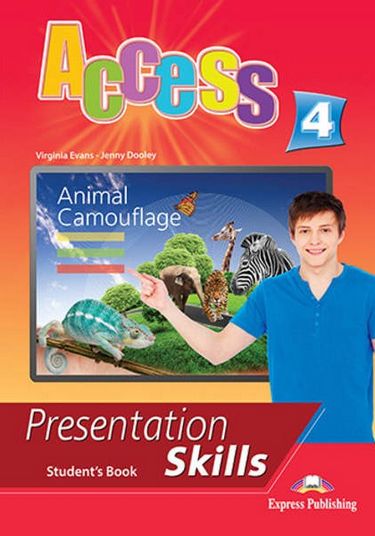 Access
4
Virginia Evans - Jenny Dooley
Animal
Camouflage
Presentation
Skills
Student's Book
Express Publishing